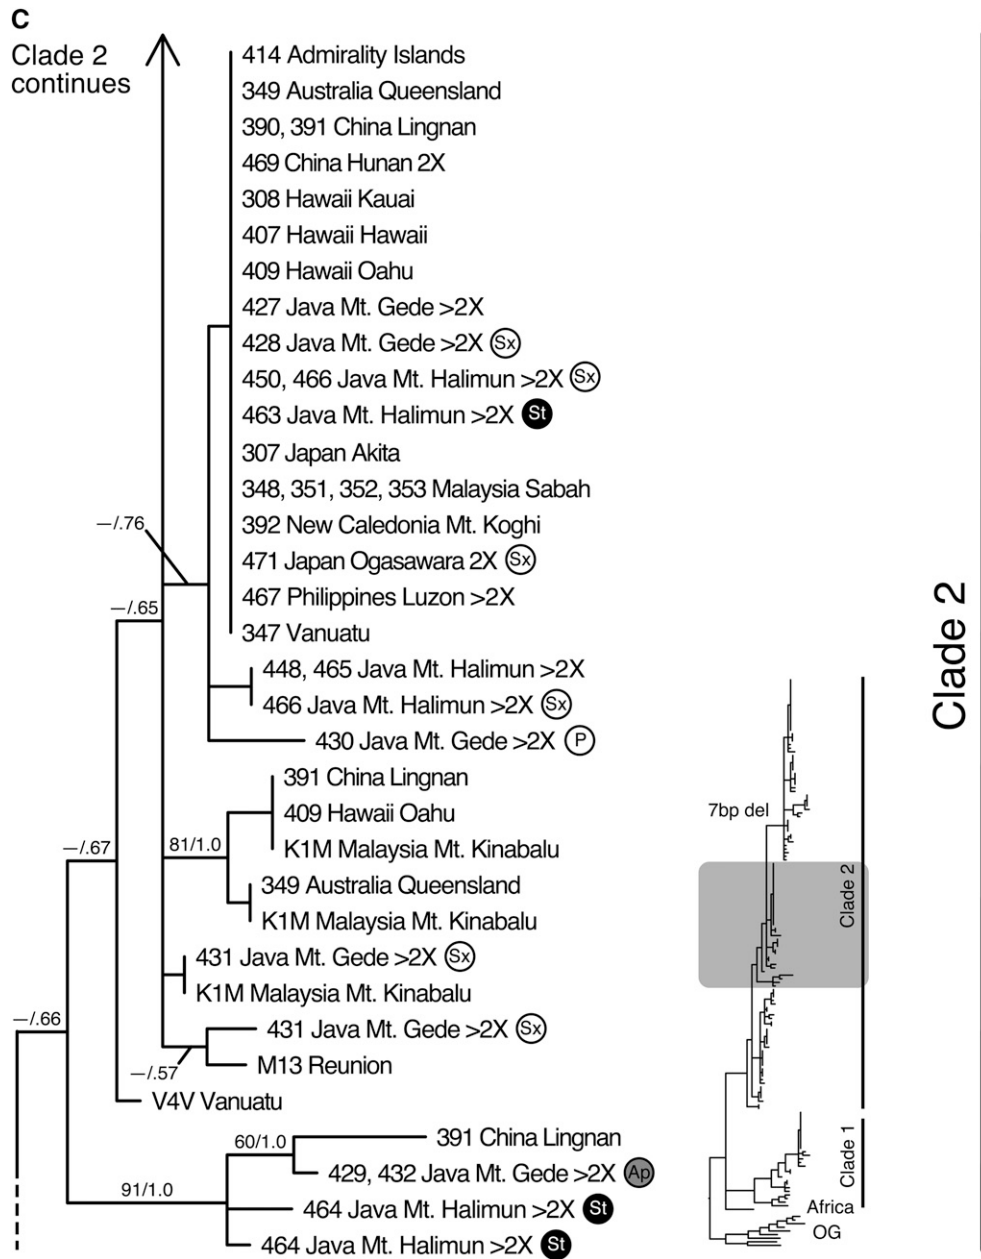 C
Clade 2
continues
414 Admirality Islands
349 Australia Queensland
390, 391 China Lingnan
469 China Hunan 2X
308 Hawaii Kauai
407 Hawaii Hawaii
409 Hawaii Oahu
427 Java Mt. Gede >2X
428 Java Mt. Gede >2X Sx
450, 466 Java Mt. Halimun >2X Sx
463 Java Mt. Halimun >2X St
307 Japan Akita
348, 351, 352, 353 Malaysia Sabah
392 New Caledonia Mt. Koghi
471 Japan Ogasawara 2X Sx
467 Philippines Luzon >2X
347 Vanuatu
448, 465 Java Mt. Halimun >2X
466 Java Mt. Halimun >2X Sx
430 Java Mt. Gede >2X P
391 China Lingnan
409 Hawaii Oahu
K1M Malaysia Mt. Kinabalu
349 Australia Queensland
K1M Malaysia Mt. Kinabalu
431 Java Mt. Gede >2X Sx
K1M Malaysia Mt. Kinabalu
431 Java Mt. Gede >2X Sx
M13 Reunion
V4V Vanuatu
391 China Lingnan
429, 432 Java Mt. Gede >2X Ap
464 Java Mt. Halimun >2X St
464 Java Mt. Halimun >2X St
—/.76
—/.65
81/1.0
—/.67
—/.66
—/.57
60/1.0
91/1.0
7bp del
Clade 2
Clade 1
Africa
OG
Clade 2